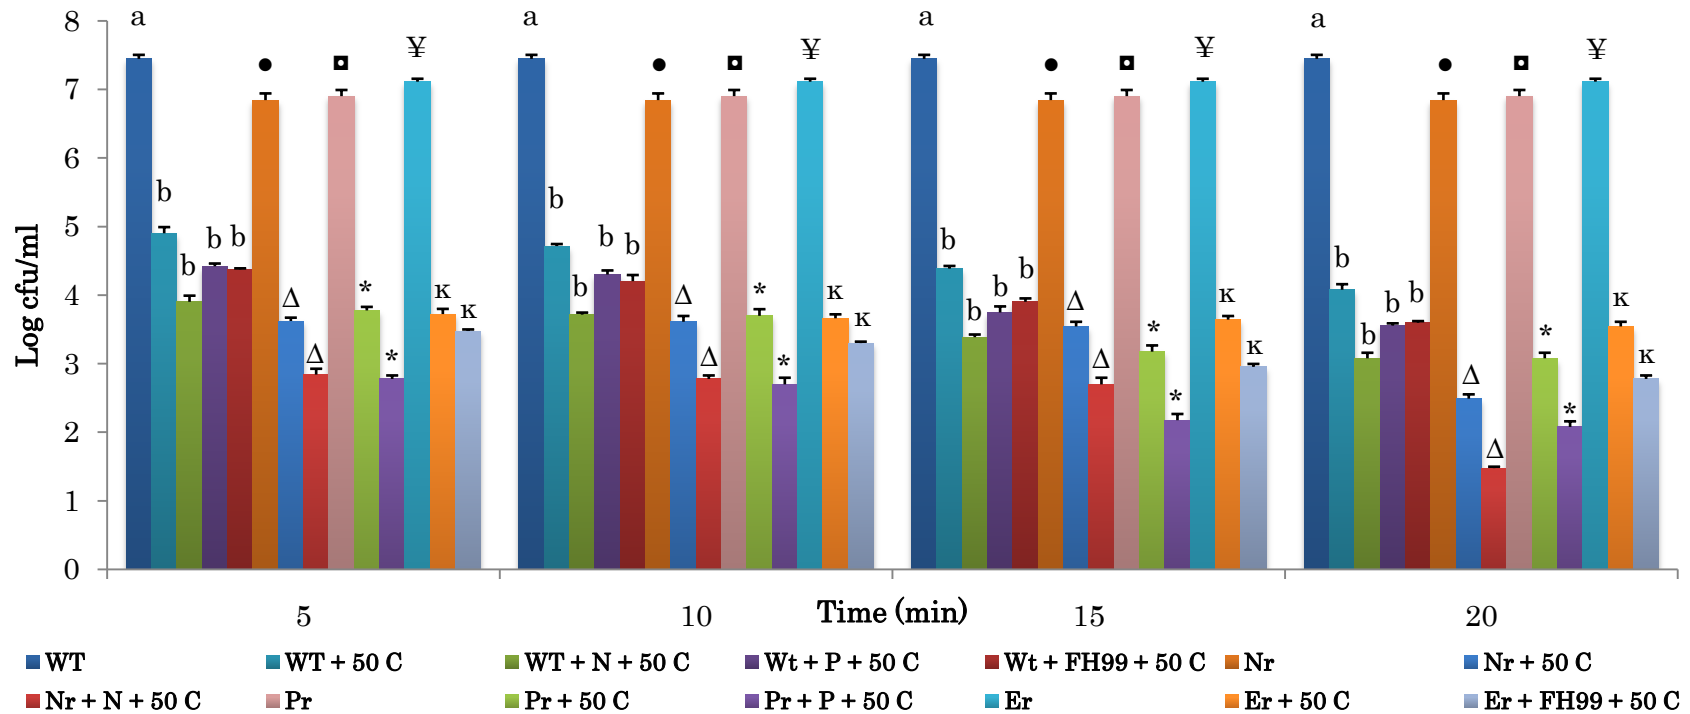 8 a a a a
¥ ¥ ¥ ¥
● ◘ ● ◘ ● ◘ ● ◘
7
6
b b b b
5
b b b b b b b
4 b b b b b
Δ * κ κ Δ * κ κ Δ * κ κ Δ * κ κ
3
Δ * Δ * Δ * Δ *
2
1
0
Log cfu/ml
5 10 15 20
Time (min)
WT WT + 50 C WT + N + 50 C Wt + P + 50 C Wt + FH99 + 50 C Nr Nr + 50 C
Nr + N + 50 C Pr Pr + 50 C Pr + P + 50 C Er Er + 50 C Er + FH99 + 50 C